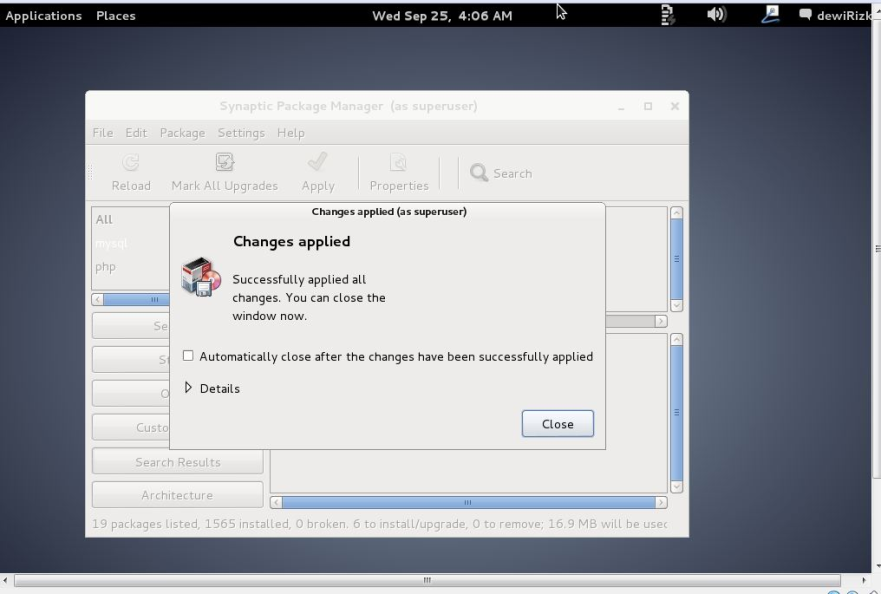 Applications Places Wed Sep 25, 4:06 AM dewiRizk
Synaptic Package Manager (as superuser)
File Edit Package Settings Help
Reload Mark All Upgrades Apply Properties Search
All
mysql
php
Changes applied (as superuser)
Changes applied
Successfully applied all
changes. You can close the
window now.
Automatically close after the changes have been successfully applied
Details
Close
Se
St
O
Custo
Search Results
Architecture
19 packages listed, 1565 installed, 0 broken. 6 to install/upgrade, 0 to remove; 16.9 MB will be used